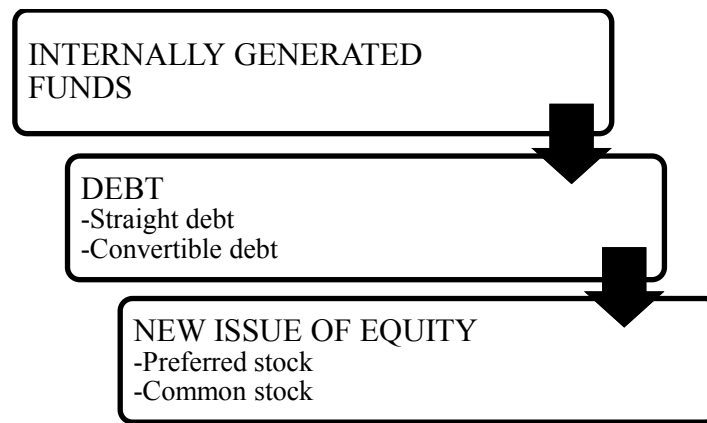 INTERNALLY GENERATED
FUNDS
DEBT
-Straight debt
-Convertible debt
NEW ISSUE OF EQUITY
-Preferred stock
-Common stock